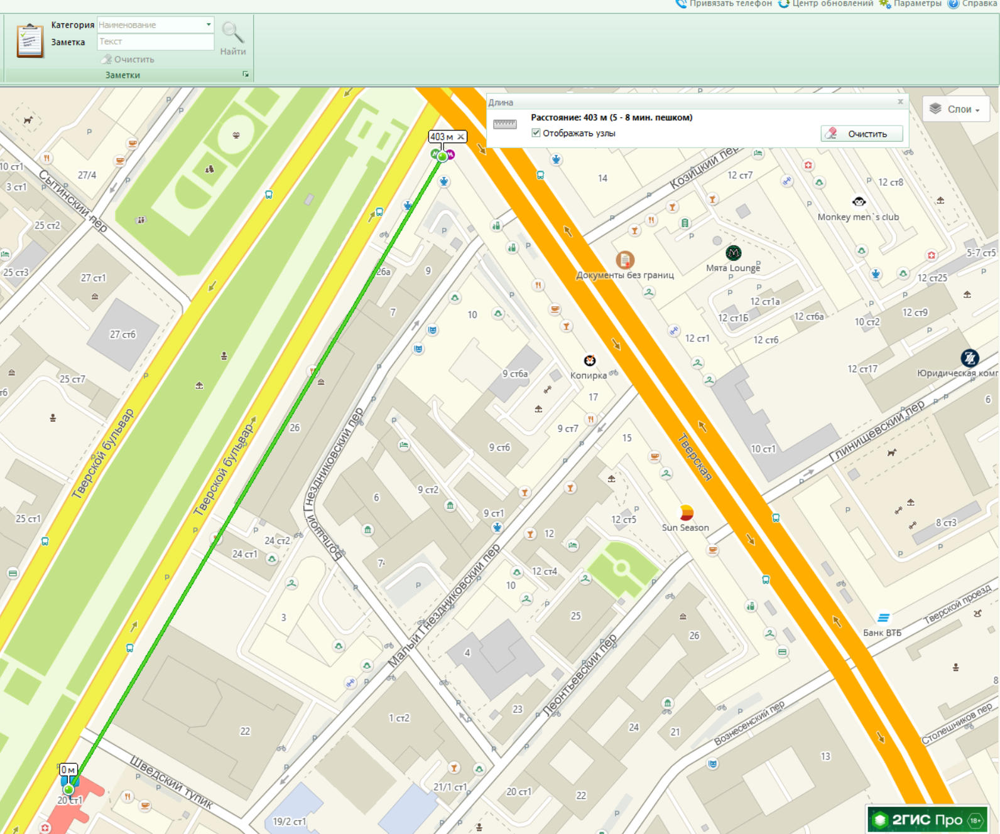 Привязать телефон Центр обновлений Параметры Справка
Категория Наименование
Заметка Текст
Найти
Очистить
Заметки
Длина x
Расстояние: 403 м (5 - 8 мин. пешком)
Отображать узлы
Очистить
Слои
403 м
10 ст1
3 ст1
27/4
Сытинский пер
25 ст2
25 ст3
27 ст1
27 ст6
25 ст7
25 ст1
Тверской бульвар
Тверской бульвар
26а
9
7
26
10
14
Козицкий пер
12 ст7
12 ст8
Monkey men`s club
5-7 ст5
Документы без границ
Мята Lounge
12 ст25
12 ст1а
12 ст1Б
12 ст6а
10 ст2
12 ст9
12 ст1
12 ст6
12 ст17
Юридическая комп
6
9 ст6а
Копирка
17
9 ст7
15
9 ст6
9 ст2
9 ст1
6
Большой Гнездниковский пер
Тверская
10 ст1
Глинищевский пер
Sun Season
12 ст5
8 ст3
12
12 ст4
10
24 ст2
24 ст1
3
Малый Гнездниковский пер
25
26
4
Леонтьевский пер
Тверской проезд
Банк ВТБ
23
24
21
Вознесенский пер
Столешников пер
8
13
1 ст2
22
0 м
20 ст1
Шведский тупик
21/1 ст1
20 ст1
22
19/2 ст1
2ГИС Про 18+